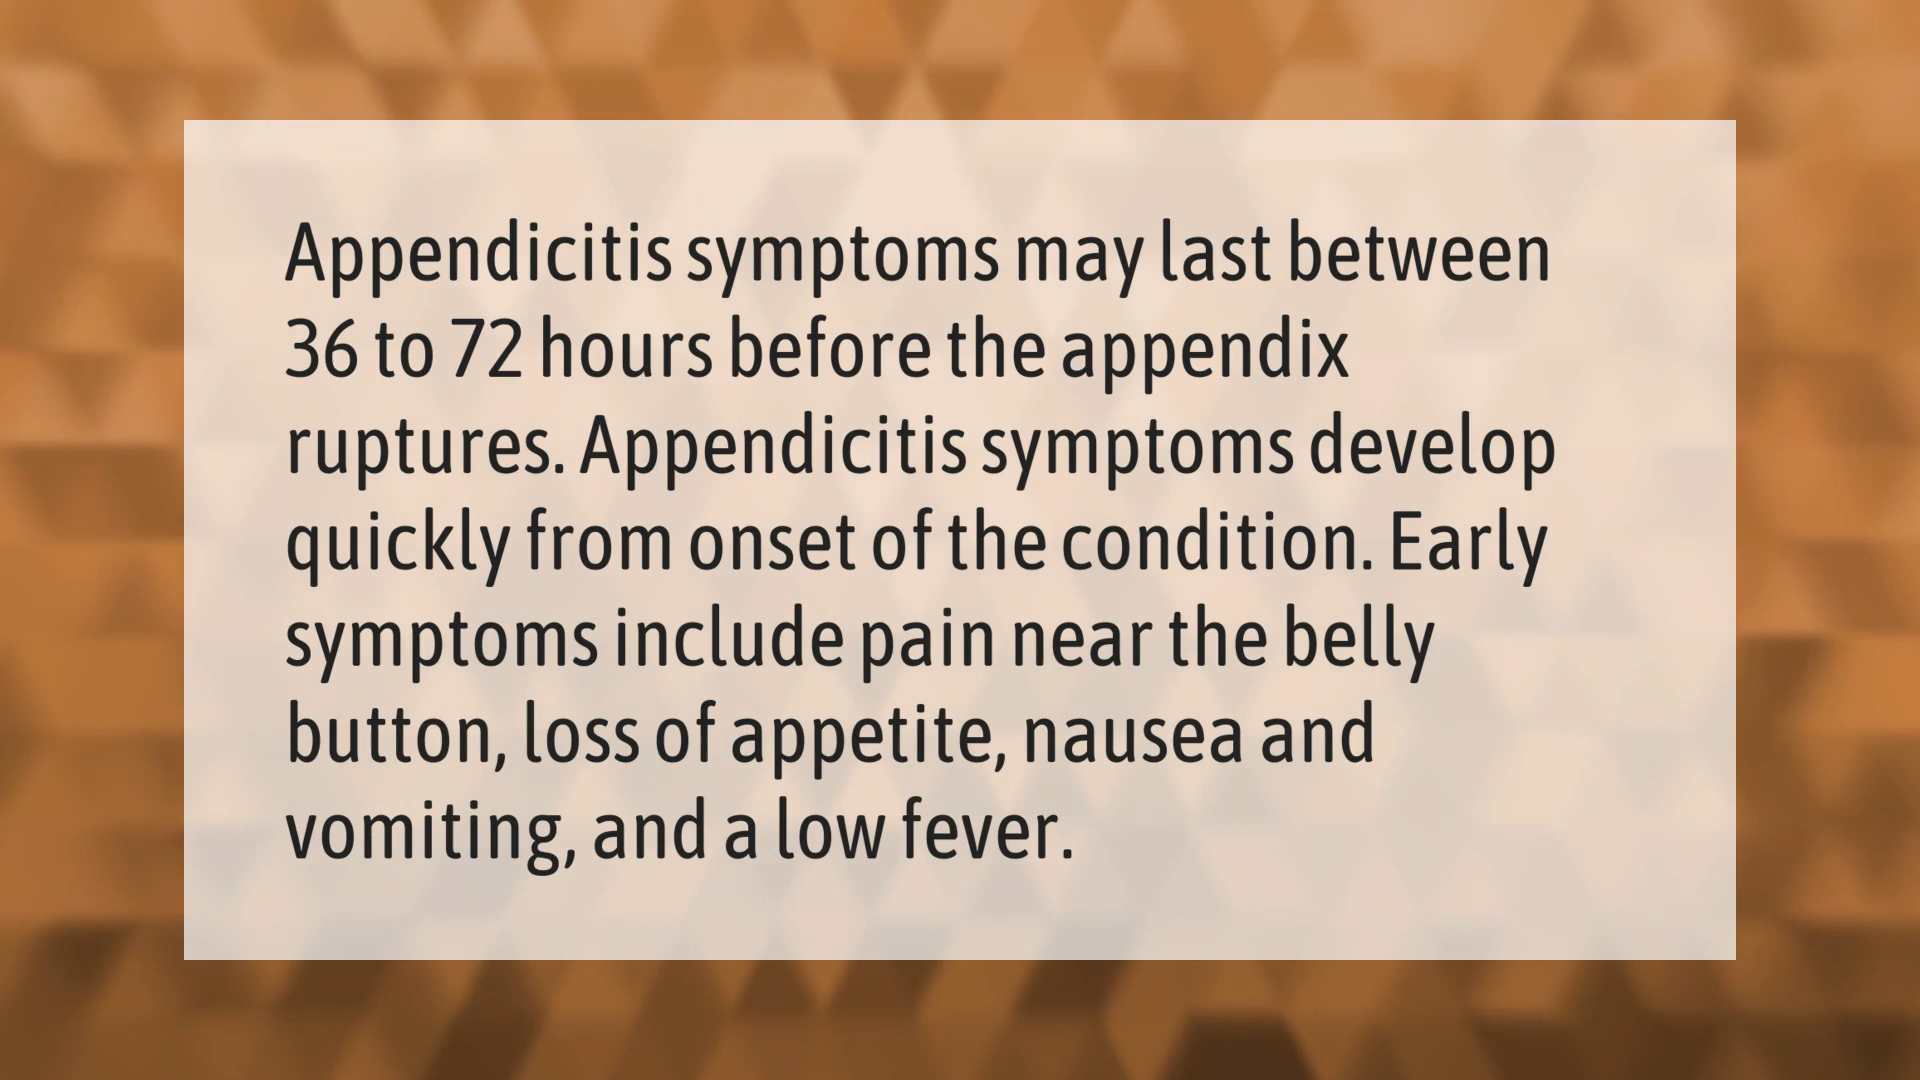 Appendicitis symptoms may last between
36 to 72 hours before the appendix
ruptures. Appendicitis symptoms develop
quickly from onset of the condition. Early
symptoms include pain near the belly
button, loss of appetite, nausea and
vomiting, and a low fever.